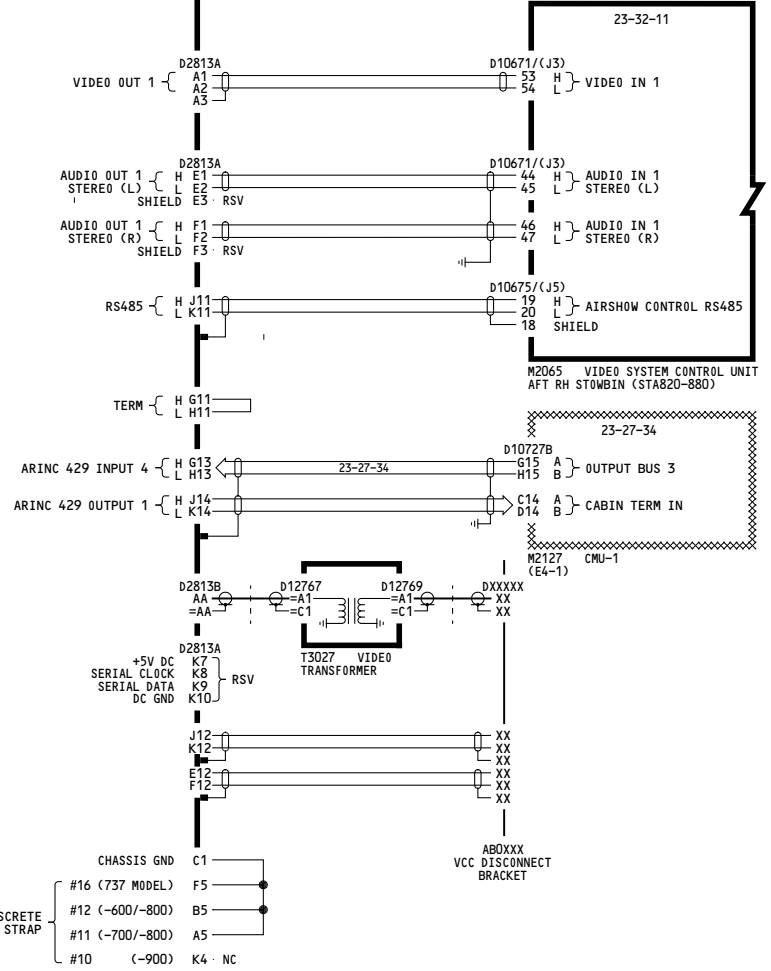 23-32-11
D2813A D10671/(J3)
VIDEO OUT 1 A1 53 H VIDEO IN 1
A2 54 L
A3
D2813A D10671/(J3)
AUDIO OUT 1 H E1 44 H AUDIO IN 1
STEREO (L) L E2 45 L STEREO (L)
SHIELD E3 RSV
AUDIO OUT 1 H F1 46 H AUDIO IN 1
STEREO (R) L F2 47 L STEREO (R)
SHIELD F3 RSV
D10675/(J5)
RS485 H J11 19 H AIRSHOW CONTROL RS485
L K11 20 L
18 SHIELD
M2065 VIDEO SYSTEM CONTROL UNIT
AFT RH STOWBIN (STA820-880)
TERM H G11
L H11
23-27-34
D10727B
ARINC 429 INPUT 4 H G13 23-27-34 G15 A OUTPUT BUS 3
L H13 H15 B
ARINC 429 OUTPUT 1 H J14 C14 A CABIN TERM IN
L K14 D14 B
M2127 CMU-1
(E4-1)
D2813B D12767 D12769 DXXXXX
AA =A1 =A1 XX
=AA =C1 =C1 XX
T3027 VIDEO
TRANSFORMER
D2813A
+5V DC K7
SERIAL CLOCK K8 RSV
SERIAL DATA K9
DC GND K10
J12 XX
K12 XX
XX
E12 XX
F12 XX
XX
AB0XXX
VCC DISCONNECT
BRACKET
CHASSIS GND C1
#16 (737 MODEL) F5
#12 (-600/-800) B5
SCRETE
STRAP
#11 (-700/-800) A5
#10 (-900) K4 NC